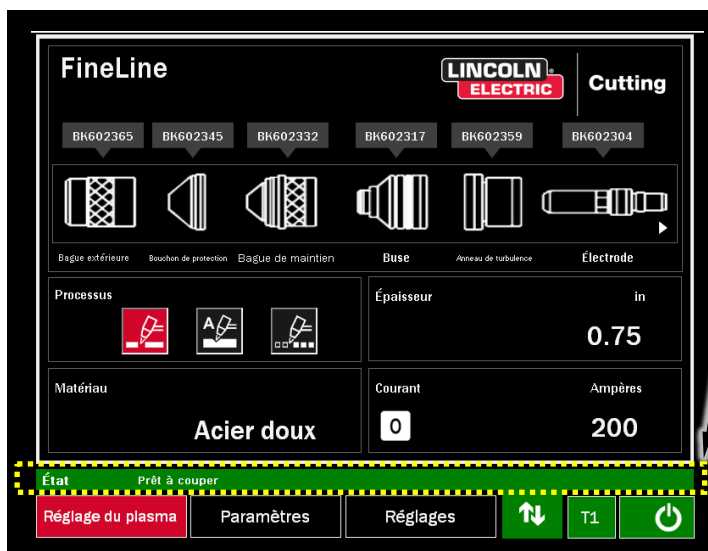 FineLine
LINCOLN ELECTRIC Cutting
BK602365 BK602345 BK602332 BK602317 BK602359 BK602304
Bague extérieure Bouchon de protection Bague de maintien Buse Anneau de turbulence Électrode
Processus
A
Épaisseur in
0.75
Matériau
Acier doux
Courant Ampères
0 200
État Prêt à couper
Réglage du plasma Paramètres Réglages T1